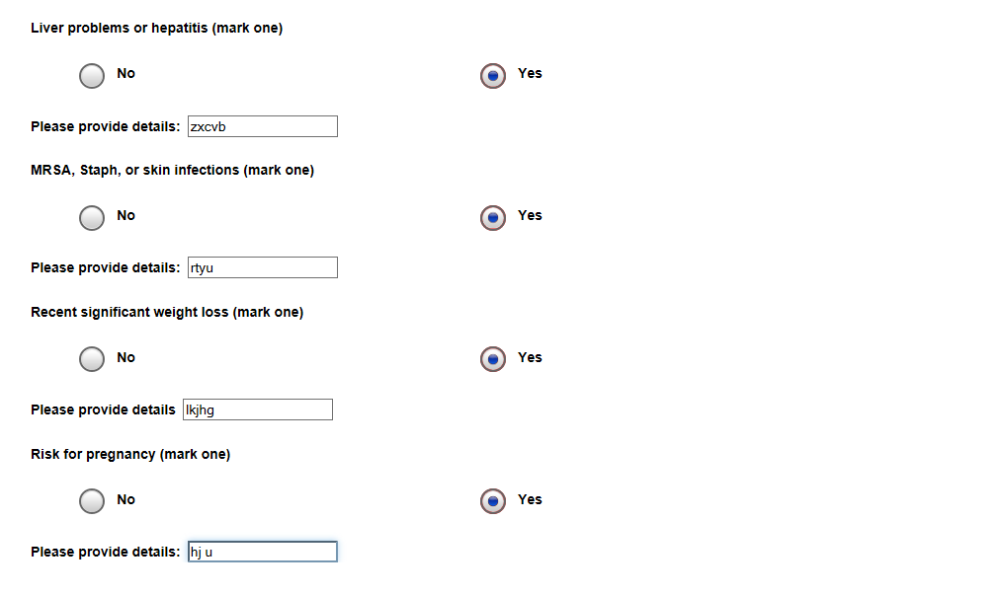 Liver problems or hepatitis (mark one)
No Yes
Please provide details: zxcvb
MRSA, Staph, or skin infections (mark one)
No Yes
Please provide details: rtyu
Recent significant weight loss (mark one)
No Yes
Please provide details lkjhg
Risk for pregnancy (mark one)
No Yes
Please provide details: hj u